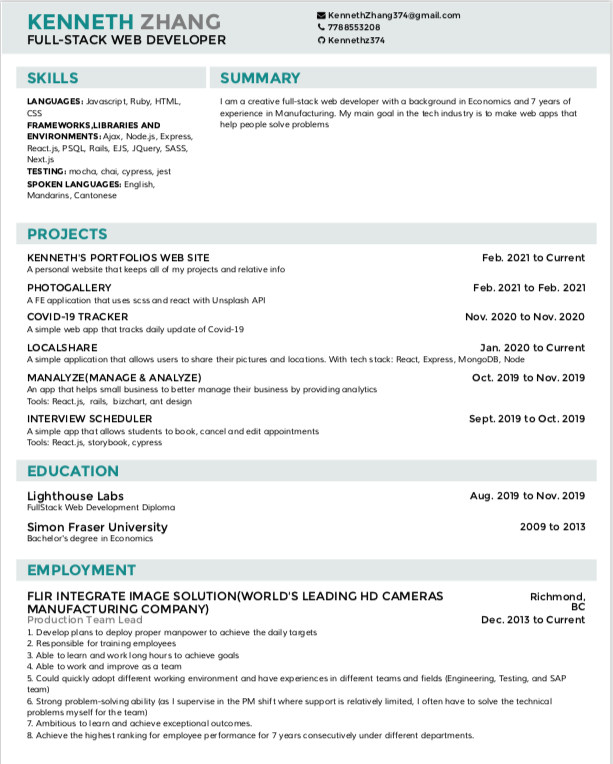 KENNETH ZHANG
FULL-STACK WEB DEVELOPER
KennethZhang374@gmail.com
7788553208
Kennethz374
SKILLS
LANGUAGES: Javascript, Ruby, HTML,
CSS
FRAMEWORKS,LIBRARIES AND
ENVIRONMENTS: Ajax, Node.js, Express,
React.js, PSQL, Rails, EJS, JQuery, SASS,
Next.js
TESTING: mocha, chai, cypress, jest
SPOKEN LANGUAGES: English,
Mandarins, Cantonese
SUMMARY
I am a creative full-stack web developer with a background in Economics and 7 years of
experience in Manufacturing. My main goal in the tech industry is to make web apps that
help people solve problems
PROJECTS
KENNETH'S PORTFOLIOS WEB SITE Feb. 2021 to Current
A personal website that keeps all of my projects and relative info
PHOTOGALLERY Feb. 2021 to Feb. 2021
A FE application that uses scss and react with Unsplash API
COVID-19 TRACKER Nov. 2020 to Nov. 2020
A simple web app that tracks daily update of Covid-19
LOCALSHARE Jan. 2020 to Current
A simple application that allows users to share their pictures and locations. With tech stack: React, Express, MongoDB, Node
MANALYZE(MANAGE & ANALYZE) Oct. 2019 to Nov. 2019
An app that helps small business to better manage their business by providing analytics
Tools: React.js, rails, bizchart, ant design
INTERVIEW SCHEDULER Sept. 2019 to Oct. 2019
A simple app that allows students to book, cancel and edit appointments
Tools: React.js, storybook, cypress
EDUCATION
Lighthouse Labs Aug. 2019 to Nov. 2019
FullStack Web Development Diploma
Simon Fraser University 2009 to 2013
Bachelor's degree in Economics
EMPLOYMENT
FLIR INTEGRATE IMAGE SOLUTION(WORLD'S LEADING HD CAMERAS Richmond,
MANUFACTURING COMPANY) BC
Production Team Lead Dec. 2013 to Current
1. Develop plans to deploy proper manpower to achieve the daily targets
2. Responsible for training employees
3. Able to learn and work long hours to achieve goals
4. Able to work and improve as a team
5. Could quickly adopt different working environment and have experiences in different teams and fields (Engineering, Testing, and SAP
team)
6. Strong problem-solving ability (as I supervise in the PM shift where support is relatively limited, I often have to solve the technical
problems myself for the team)
7. Ambitious to learn and achieve exceptional outcomes.
8. Achieve the highest ranking for employee performance for 7 years consecutively under different departments.